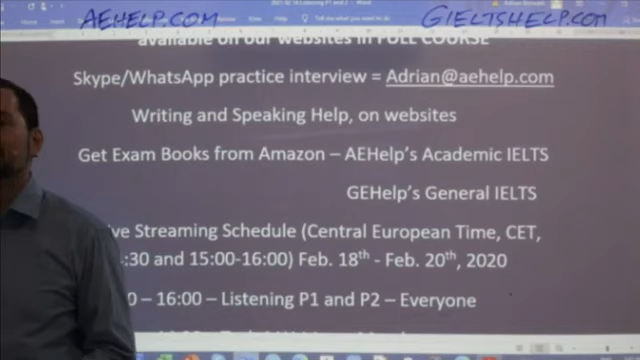 AEHELP.COM GIELTSHELP.COM
available on our websites in FULL COURSE
Skype/WhatsApp practice interview = Adrian@aehelp.com
Writing and Speaking Help, on websites
Get Exam Books from Amazon – AEHelp's Academic IELTS
GEHelp's General IELTS
Streaming Schedule (Central European Time, CET,
:30 and 15:00-16:00) Feb. 18th - Feb. 20th, 2020
0 – 16:00 – Listening P1 and P2 – Everyone